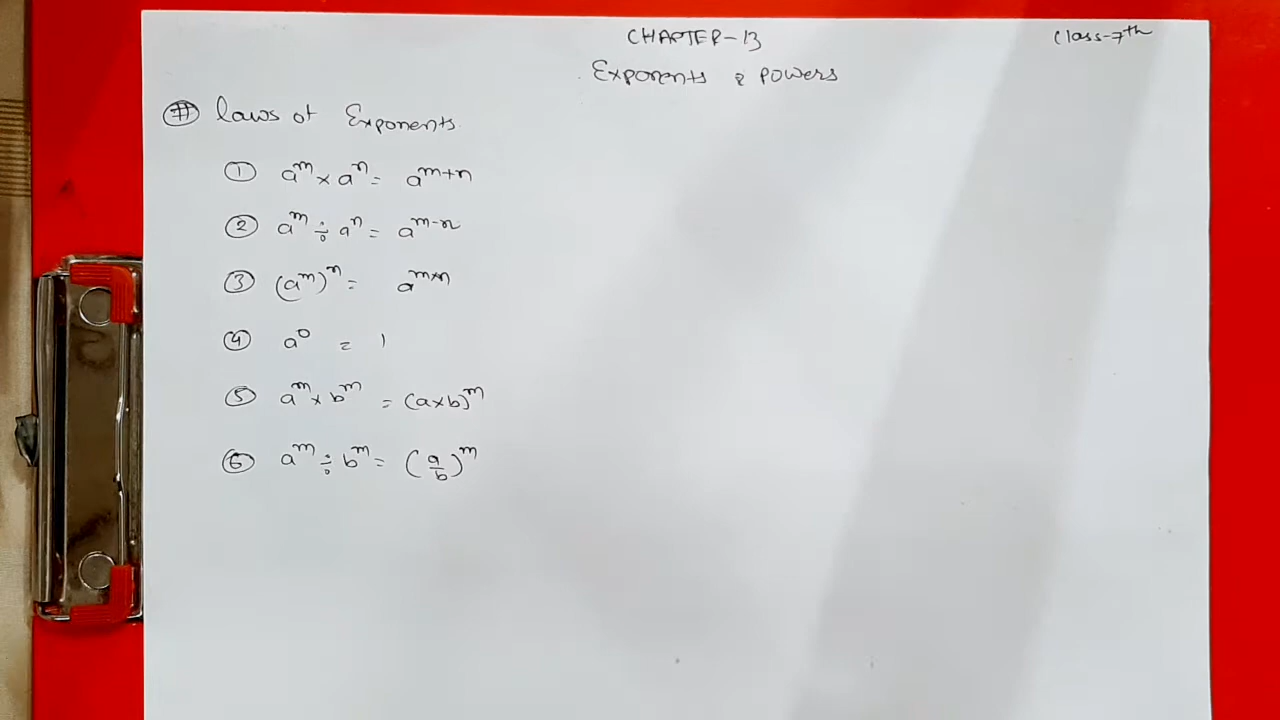 CHAPTER-13
Class-7th
Exponents & Powers
# laws of Exponents.
① a^m × a^n = a^m+n
② a^m ÷ a^n = a^m-n
③ (a^m)^n = a^m×n
④ a^0 = 1
⑤ a^m × b^m = (a×b)^m
⑥ a^m ÷ b^m = (a/b)^m